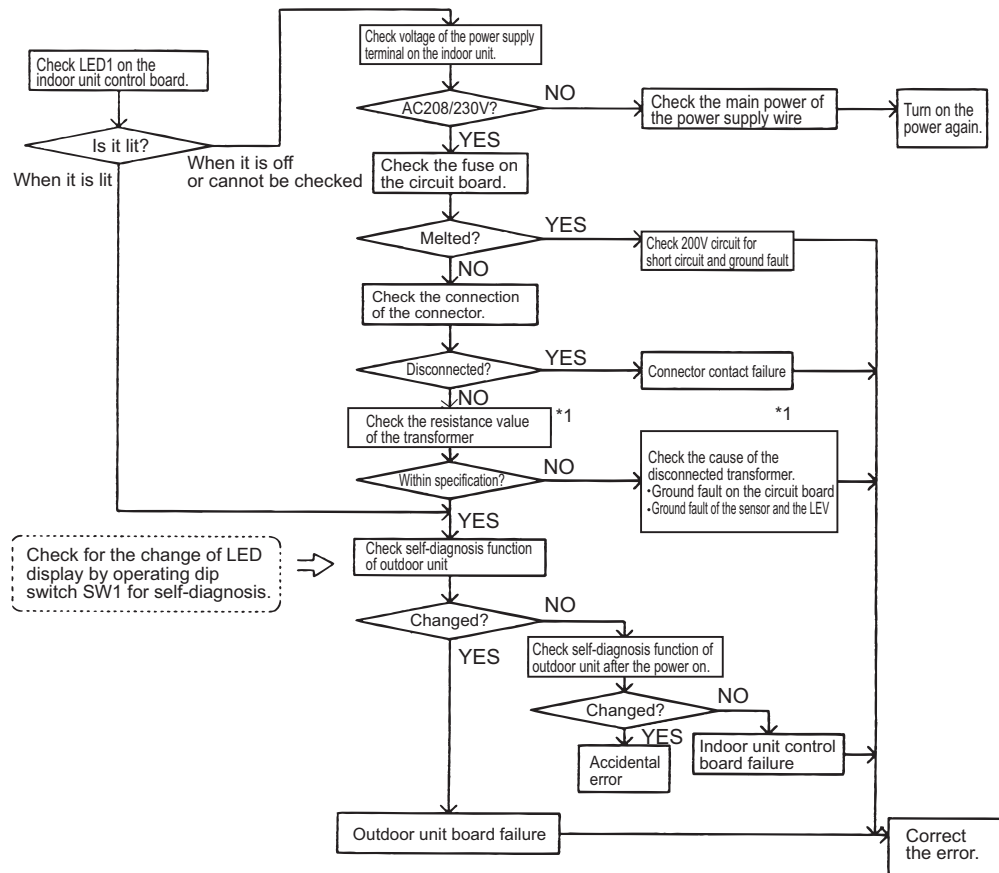 Check LED1 on the
indoor unit control board.
Is it lit?
When it is lit
When it is off
or cannot be checked
Check voltage of the power supply
terminal on the indoor unit.
AC208/230V?
NO
Check the main power of
the power supply wire
Turn on the
power again.
YES
Check the fuse on
the circuit board.
Melted?
YES
Check 200V circuit for
short circuit and ground fault
NO
Check the connection
of the connector.
Disconnected?
YES
Connector contact failure
NO
Check the resistance value
of the transformer
*1
Within specification?
NO
*1
Check the cause of the
disconnected transformer.
•Ground fault on the circuit board
•Ground fault of the sensor and the LEV
YES
Check for the change of LED
display by operating dip
switch SW1 for self-diagnosis.
Check self-diagnosis function
of outdoor unit
Changed?
NO
YES
Check self-diagnosis function of
outdoor unit after the power on.
Changed?
NO
YES
Accidental
error
Indoor unit control
board failure
Outdoor unit board failure
Correct
the error.